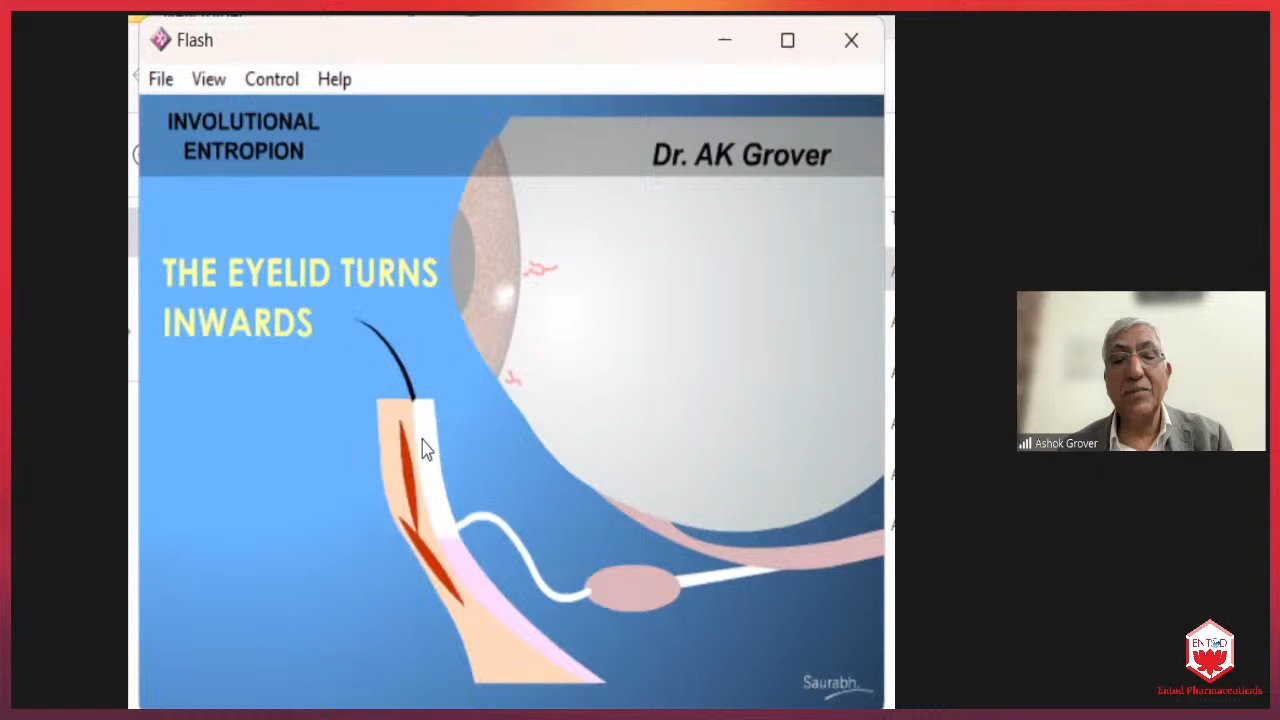 Flash
File View Control Help
INVOLUTIONAL
ENTROPION
Dr. AK Grover
THE EYELID TURNS
INWARDS
Saurabh.
Ashok Grover
ENTOD
Entod Pharmaceuticals